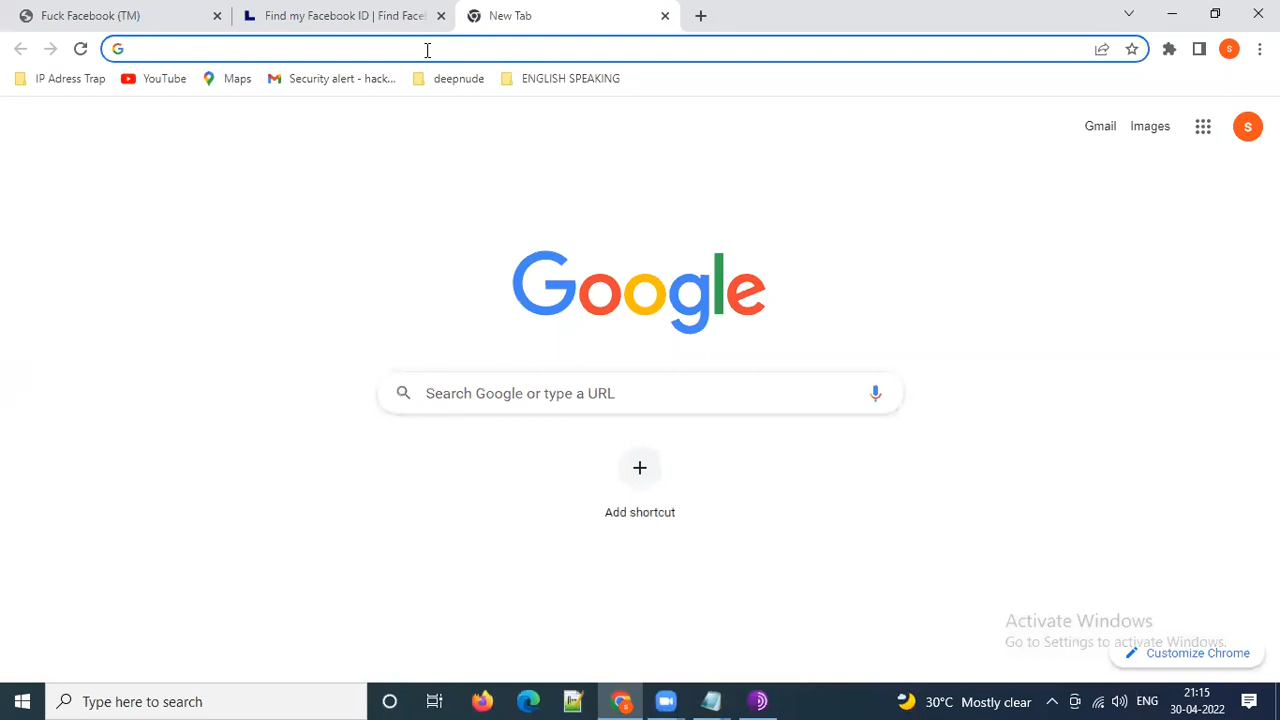 Fuck Facebook (TM)
Find my Facebook ID | Find Face
New Tab
S
IP Adress Trap
YouTube
Maps
Security alert - hack...
deepnude
ENGLISH SPEAKING
Gmail
Images
S
Google
Search Google or type a URL
Add shortcut
Activate Windows
Go to Settings to activate Windows.
Customize Chrome
Type here to search
30°C Mostly clear
ENG
21:15
30-04-2022